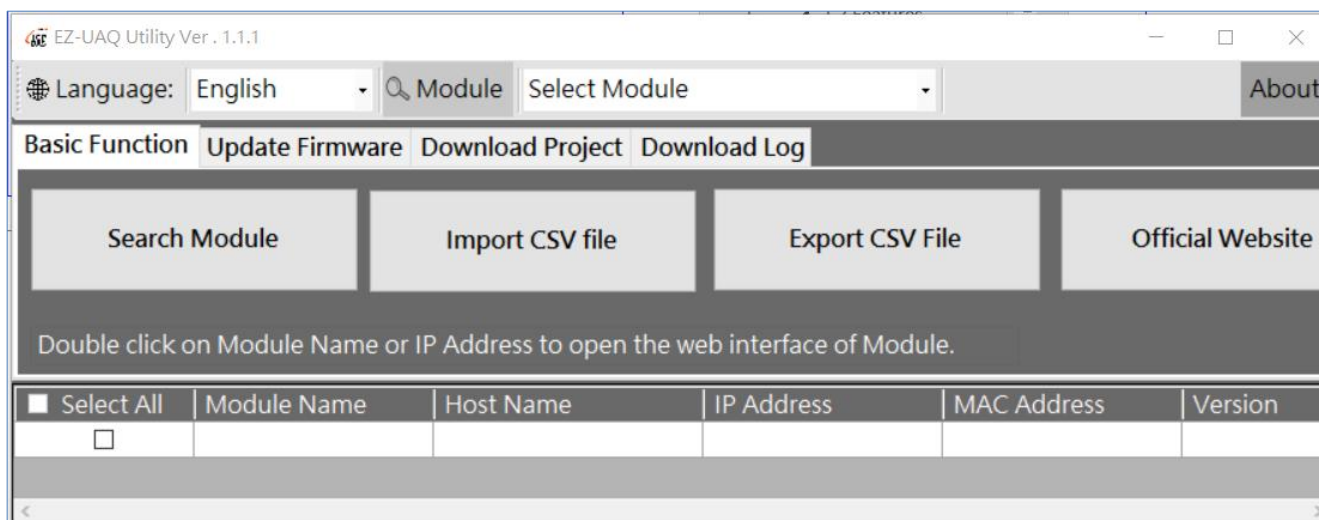 EZ-UAQ Utility Ver . 1.1.1
Language: English Module Select Module About
Basic Function Update Firmware Download Project Download Log
Search Module Import CSV file Export CSV File Official Website
Double click on Module Name or IP Address to open the web interface of Module.
Select All Module Name Host Name IP Address MAC Address Version